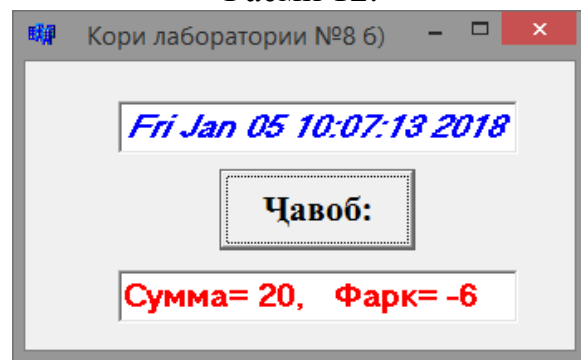 Кори лаборатории №8 б)
Fri Jan 05 10:07:13 2018
Ҷавоб:
Сумма= 20, Фарк= -6